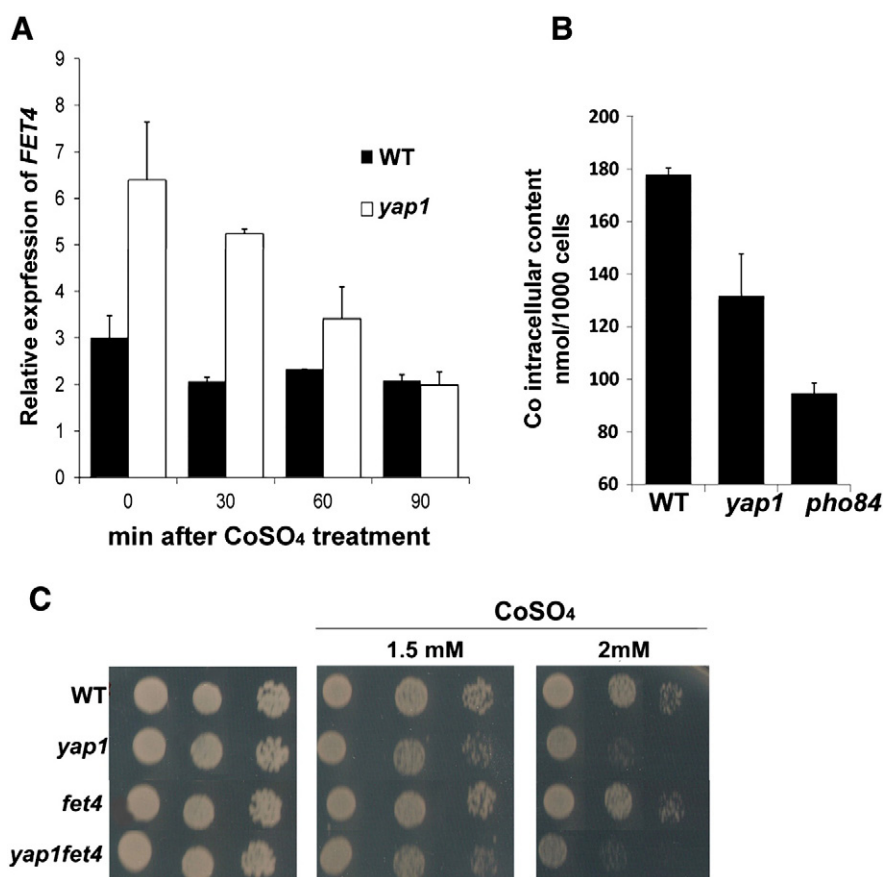 A
Relative exprfession of FET4
9
8
7
6
5
4
3
2
1
0
WT
yap1
0 30 60 90
min after CoSO4 treatment
B
Co intracellular content
nmol/1000 cells
200
180
160
140
120
100
80
60
WT yap1 pho84
C
CoSO4
1.5 mM 2mM
WT
yap1
fet4
yap1fet4